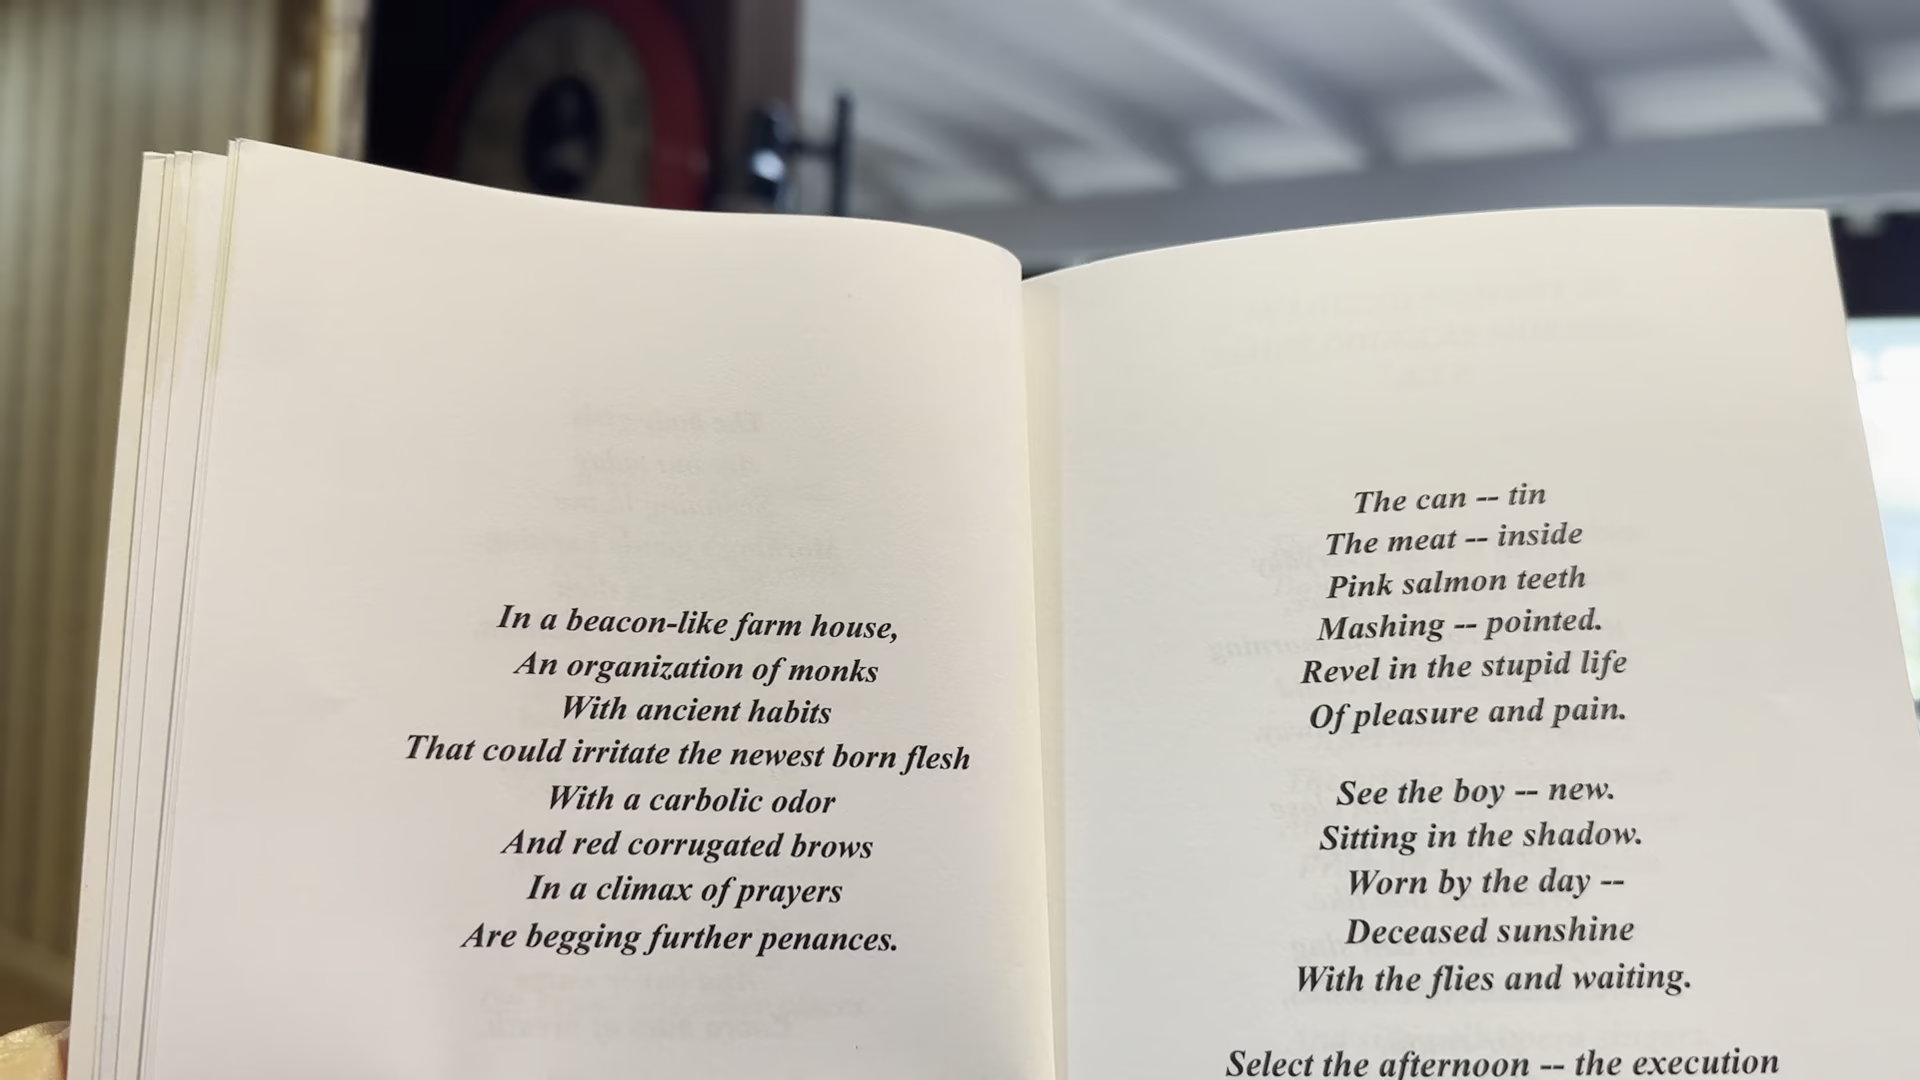 In a beacon-like farm house,
An organization of monks
With ancient habits
That could irritate the newest born flesh
With a carbolic odor
And red corrugated brows
In a climax of prayers
Are begging further penances.
The can -- tin
The meat -- inside
Pink salmon teeth
Mashing -- pointed.
Revel in the stupid life
Of pleasure and pain.
See the boy -- new.
Sitting in the shadow.
Worn by the day --
Deceased sunshine
With the flies and waiting.
Select the afternoon -- the execution